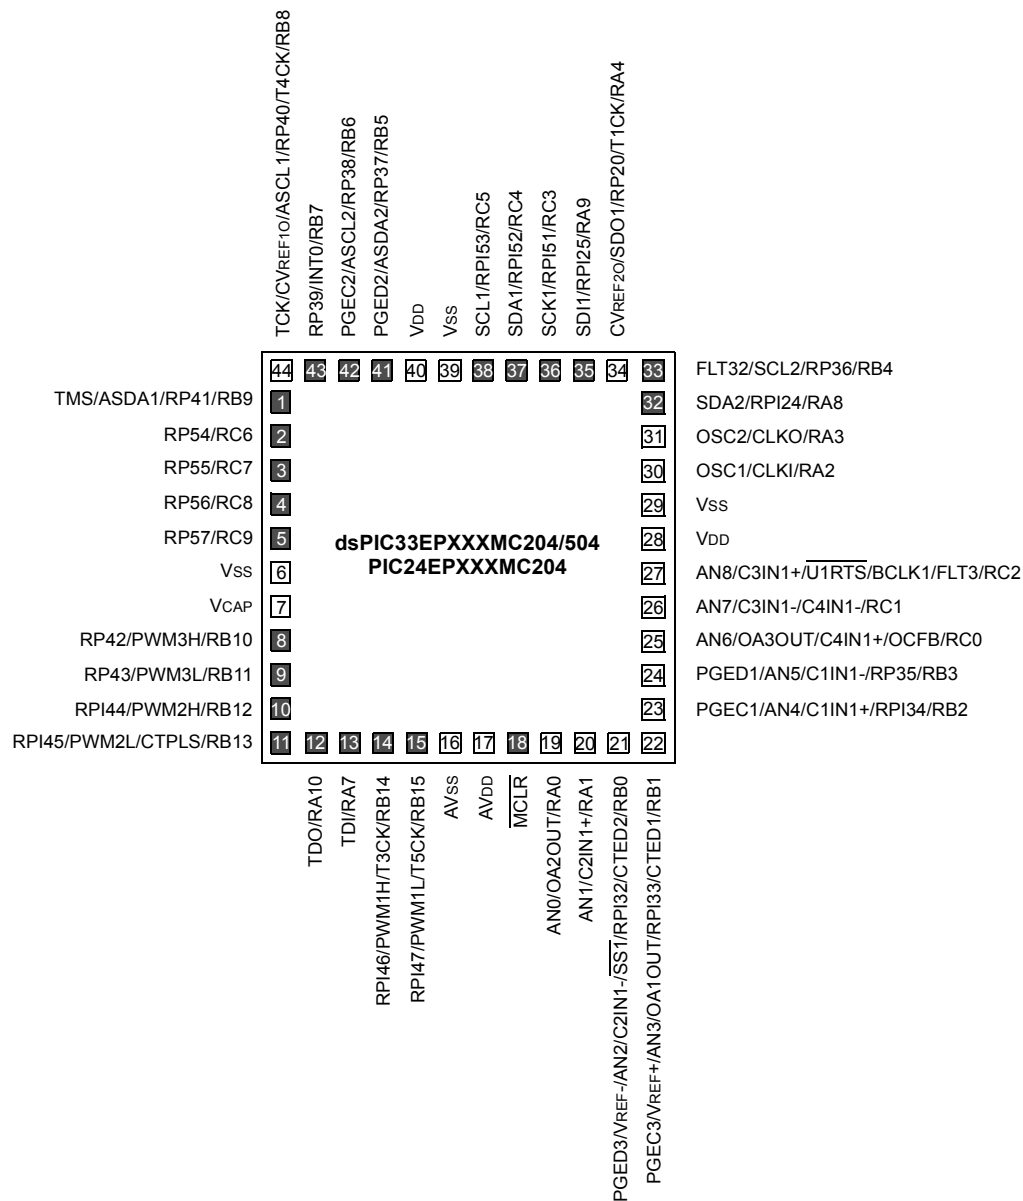 TCK/CVREF1O/ASCL1/RP40/T4CK/RB8
RP39/INT0/RB7
PGEC2/ASCL2/RP38/RB6
PGED2/ASDA2/RP37/RB5
VDD
VSS
SCL1/RPI53/RC5
SDA1/RPI52/RC4
SCK1/RPI51/RC3
SDI1/RPI25/RA9
CVREF2O/SDO1/RP20/T1CK/RA4
44 43 42 41 40 39 38 37 36 35 34 33 FLT32/SCL2/RP36/RB4
TMS/ASDA1/RP41/RB9 1 32 SDA2/RPI24/RA8
RP54/RC6 2 31 OSC2/CLKO/RA3
RP55/RC7 3 30 OSC1/CLKI/RA2
RP56/RC8 4 29 VSS
RP57/RC9 5 dsPIC33EPXXXMC204/504 28 VDD
PIC24EPXXXMC204
VSS 6 27 AN8/C3IN1+/U1RTS/BCLK1/FLT3/RC2
VCAP 7 26 AN7/C3IN1-/C4IN1-/RC1
RP42/PWM3H/RB10 8 25 AN6/OA3OUT/C4IN1+/OCFB/RC0
RP43/PWM3L/RB11 9 24 PGED1/AN5/C1IN1-/RP35/RB3
RPI44/PWM2H/RB12 10 23 PGEC1/AN4/C1IN1+/RPI34/RB2
RPI45/PWM2L/CTPLS/RB13 11 12 13 14 15 16 17 18 19 20 21 22
TDO/RA10
TDI/RA7
RPI46/PWM1H/T3CK/RB14
RPI47/PWM1L/T5CK/RB15
AVSS
AVDD
MCLR
AN0/OA2OUT/RA0
AN1/C2IN1+/RA1
PGED3/VREF-/AN2/C2IN1-/SS1/RPI32/CTED2/RB0
PGEC3/VREF+/AN3/OA1OUT/RPI33/CTED1/RB1